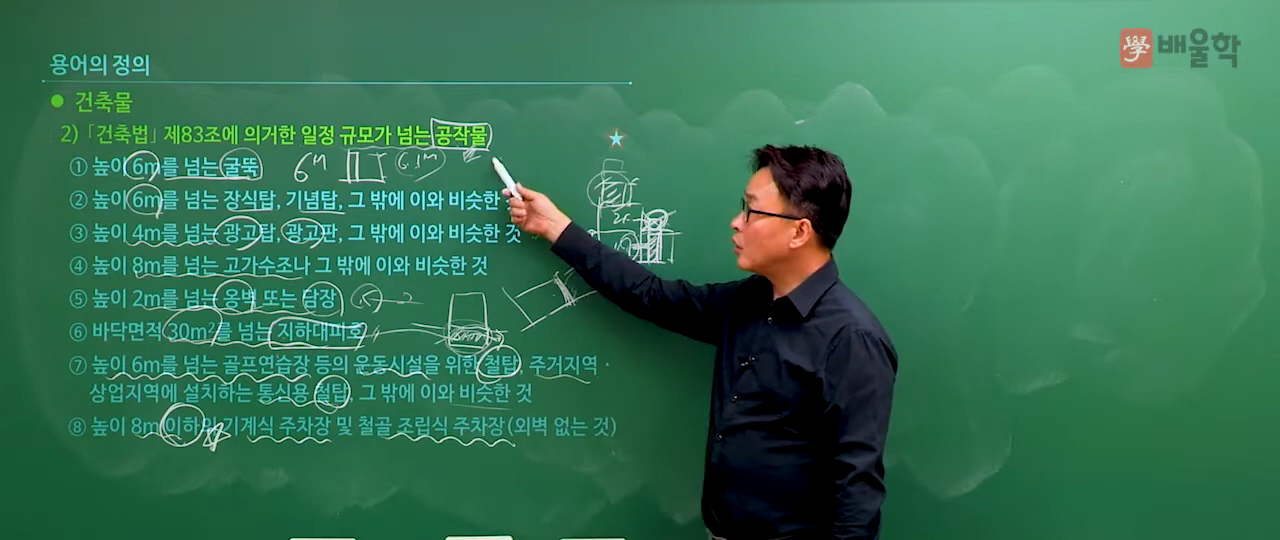 學 배울학
용어의 정의
● 건축물
2) 「건축법」 제83조에 의거한 일정 규모가 넘는 공작물
① 높이 6m를 넘는 굴뚝 6m 6.1m
② 높이 6m를 넘는 장식탑, 기념탑, 그 밖에 이와 비슷한 것
③ 높이 4m를 넘는 광고탑, 광고판, 그 밖에 이와 비슷한 것
④ 높이 8m를 넘는 고가수조나 그 밖에 이와 비슷한 것
⑤ 높이 2m를 넘는 옹벽 또는 담장
⑥ 바닥면적 30m²를 넘는 지하대피호
⑦ 높이 6m를 넘는 골프연습장 등의 운동시설을 위한 철탑, 주거지역·
상업지역에 설치하는 통신용 철탑, 그 밖에 이와 비슷한 것
⑧ 높이 8m 이하의 기계식 주차장 및 철골 조립식 주차장(외벽 없는 것)